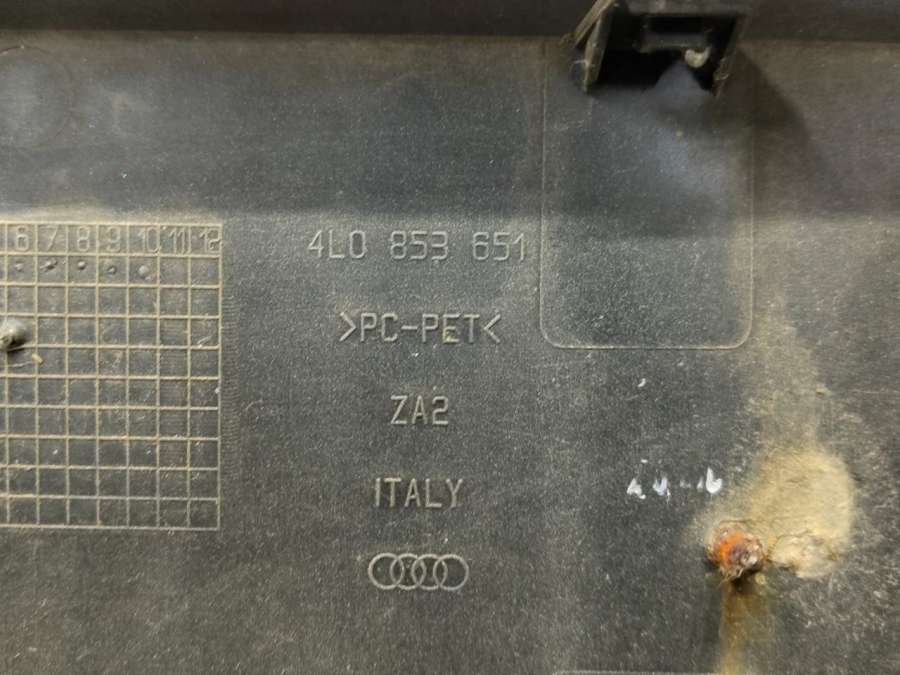 6 7 8 9 10 11 12
4L0 853 651
>PC-PET<
ZA2
ITALY